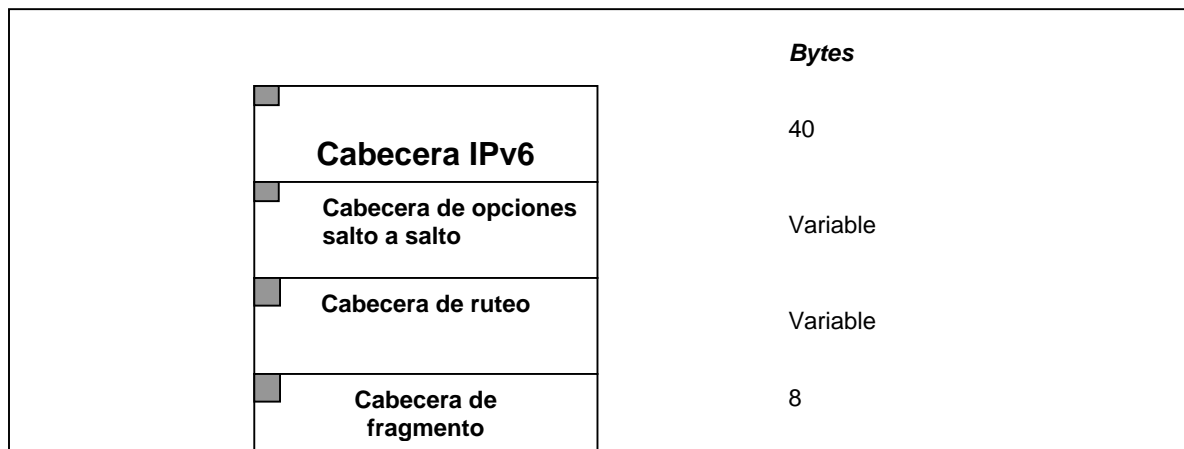 Bytes
40
Cabecera IPv6
Cabecera de opciones
salto a salto
Variable
Cabecera de ruteo
Variable
Cabecera de
fragmento
8